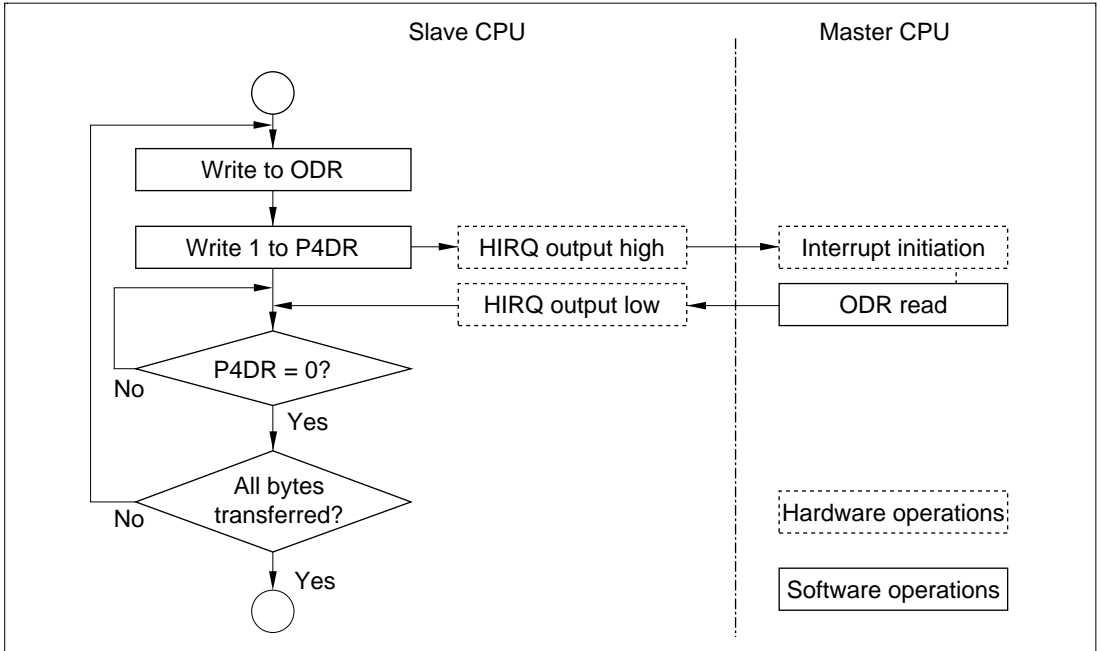 Slave CPU
Master CPU
Write to ODR
Write 1 to P4DR
HIRQ output high
Interrupt initiation
HIRQ output low
ODR read
P4DR = 0?
No
Yes
All bytes
transferred?
No
Yes
Hardware operations
Software operations